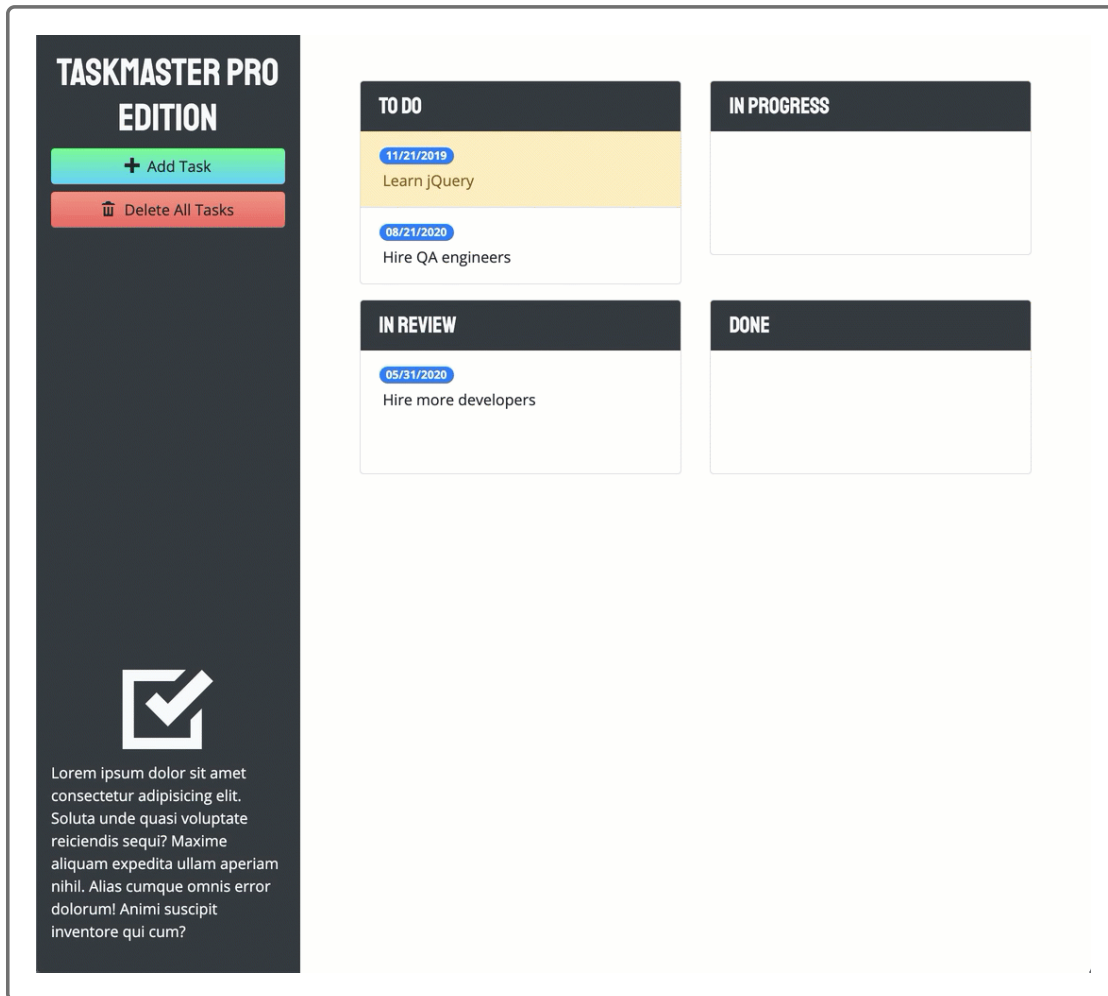 TASKMASTER PRO
EDITION
Add Task
Delete All Tasks
Lorem ipsum dolor sit amet
consectetur adipisicing elit.
Soluta unde quasi voluptate
reiciendis sequi? Maxime
aliquam expedita ullam aperiam
nihil. Alias cumque omnis error
dolorum! Animi suscipit
inventore qui cum?
TO DO
11/21/2019
Learn jQuery
08/21/2020
Hire QA engineers
IN PROGRESS
IN REVIEW
05/31/2020
Hire more developers
DONE